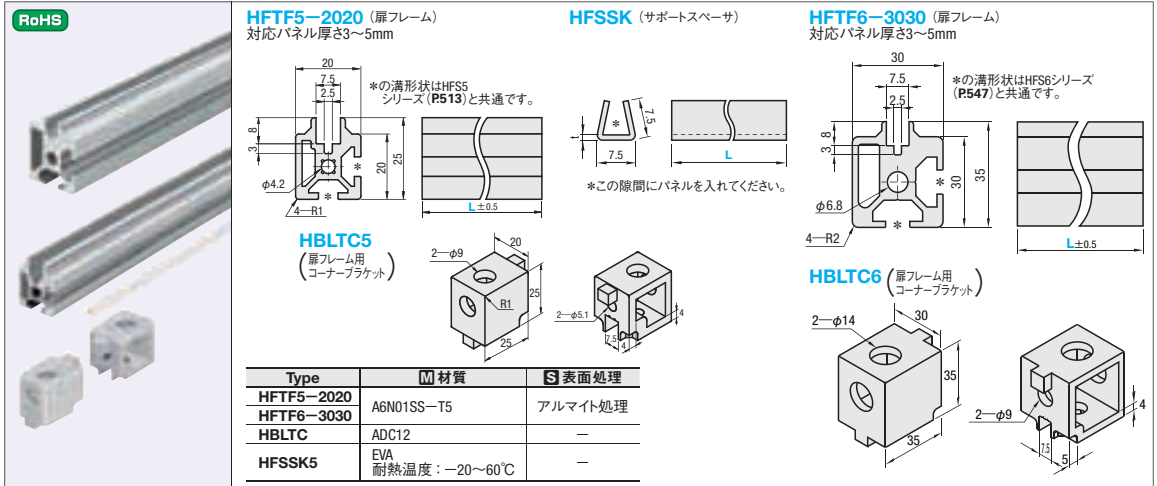 RoHS
HFTF5-2020 (扉フレーム)
対応パネル厚さ3~5mm
20
7.5
2.5
*の溝形状はHFS5
シリーズ(P.513)と共通です。
8
3
20
25
φ4.2
4-R1
*
*
L±0.5
HFSSK (サポートスペーサ)
*
7.5
t
7.5
L
*この隙間にパネルを入れてください。
HFTF6-3030 (扉フレーム)
対応パネル厚さ3~5mm
30
7.5
2.5
*の溝形状はHFS6シリーズ
(P.547)と共通です。
8
3
30
35
φ6.8
4-R2
*
*
L±0.5
HBLTC5
(扉フレーム用
コーナーブラケット)
2-φ9
20
R1
25
25
2-φ5.1
7.5
4
4
HBLTC6
(扉フレーム用
コーナーブラケット)
2-φ14
30
35
35
2-φ9
7.5
5
4
Type M材質 S表面処理
HFTF5-2020
HFTF6-3030
A6N01SS-T5 アルマイト処理
HBLTC ADC12 -
HFSSK5 EVA
耐熱温度:-20~60℃ -